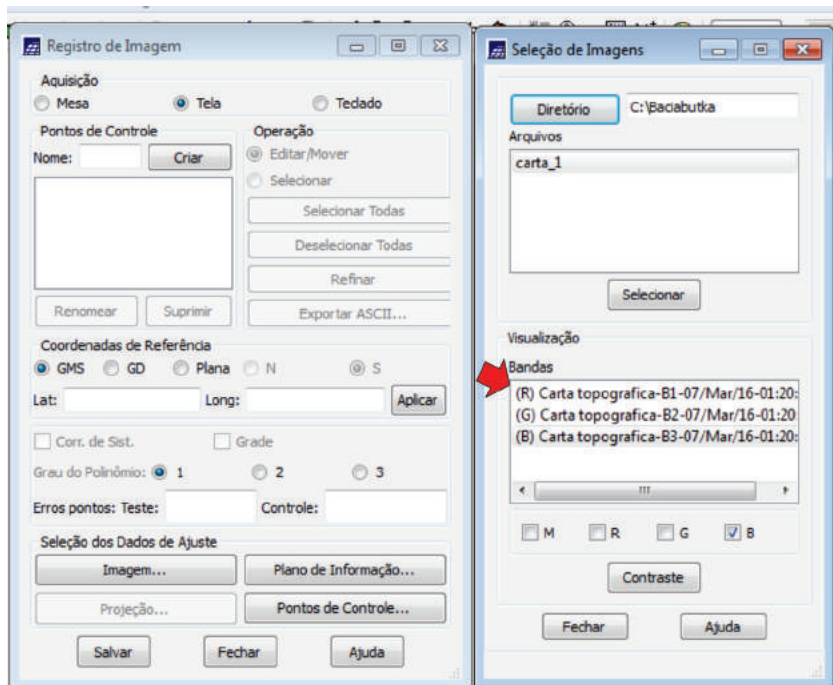 Registro de Imagem
Aquisição
Mesa Tela Teclado
Pontos de Controle
Nome: Criar
Renomear Suprimir
Operação
Editar/Mover
Selecionar
Selecionar Todas
Deselecionar Todas
Refinar
Exportar ASCII...
Coordenadas de Referência
GMS GD Plana N S
Lat: Long: Aplicar
Corr. de Sist. Grade
Grau do Polinômio: 1 2 3
Erros pontos: Teste: Controle:
Seleção dos Dados de Ajuste
Imagem... Plano de Informação...
Projeção... Pontos de Controle...
Salvar Fechar Ajuda
Seleção de Imagens
Diretório C:\Baciabutka
Arquivos
carta_1
Selecionar
Visualização
Bandas
(R) Carta topografica-B1-07/Mar/16-01:20:
(G) Carta topografica-B2-07/Mar/16-01:20
(B) Carta topografica-B3-07/Mar/16-01:20:
M R G B
Contraste
Fechar Ajuda